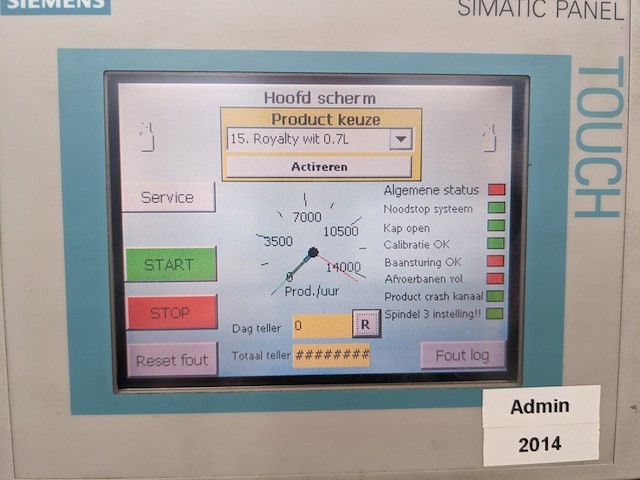 SIEMENS
SIMATIC PANEL
TOUCH
Hoofd scherm
Product keuze
15. Royalty wit 0.7L
Activeren
Service
START
STOP
Reset fout
7000
3500
10500
0
14000
Prod./uur
Dag teller
0
R
Totaal teller
########
Algemene status
Noodstop systeem
Kap open
Calibratie OK
Baansturing OK
Afvoerbanen vol
Product crash kanaal
Spindel 3 instelling!!
Fout log
Admin
2014